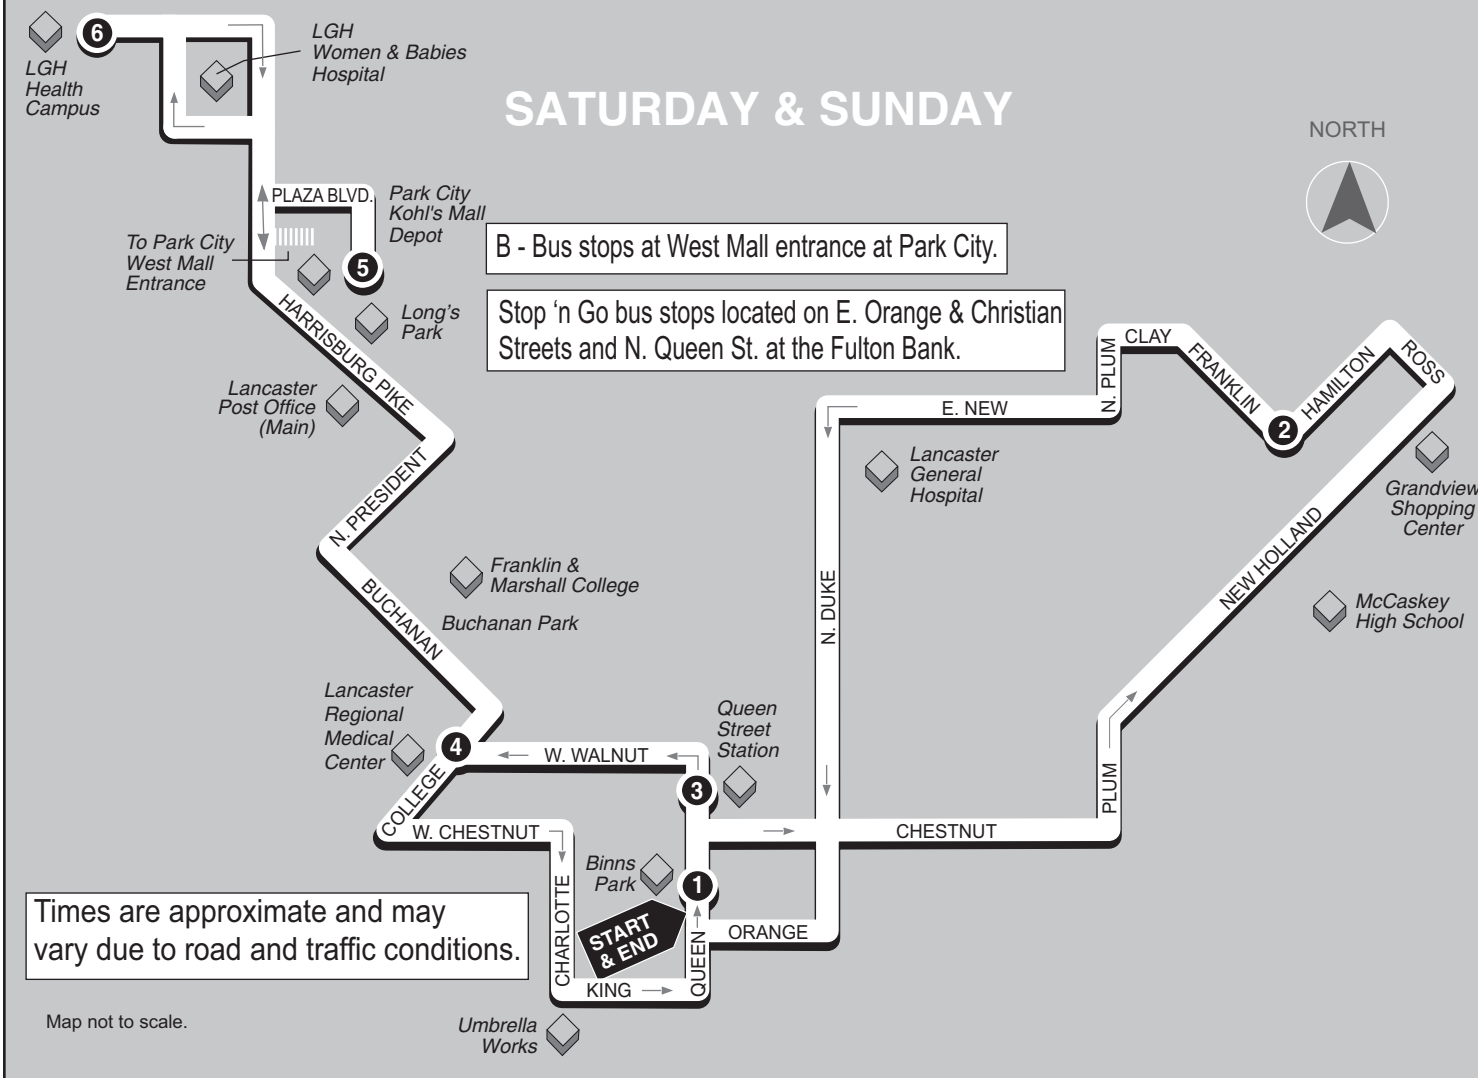 6
LGH
Health
Campus
LGH
Women & Babies
Hospital
SATURDAY & SUNDAY
NORTH
PLAZA BLVD.
Park City
Kohl's Mall
Depot
To Park City
West Mall
Entrance
5
B - Bus stops at West Mall entrance at Park City.
Stop ‘n Go bus stops located on E. Orange & Christian
Streets and N. Queen St. at the Fulton Bank.
Long's
Park
HARRISBURG PIKE
Lancaster
Post Office
(Main)
N. PRESIDENT
BUCHANAN
Franklin &
Marshall College
Buchanan Park
E. NEW
N. PLUM
CLAY
FRANKLIN
2
HAMILTON
ROSS
Lancaster
General
Hospital
Grandview
Shopping
Center
NEW HOLLAND
McCaskey
High School
N. DUKE
Lancaster
Regional
Medical
Center
4
W. WALNUT
Queen
Street
Station
3
COLLEGE
W. CHESTNUT
CHESTNUT
PLUM
Binns
Park
1
CHARLOTTE
START
& END
QUEEN
ORANGE
KING
Times are approximate and may
vary due to road and traffic conditions.
Map not to scale.
Umbrella
Works